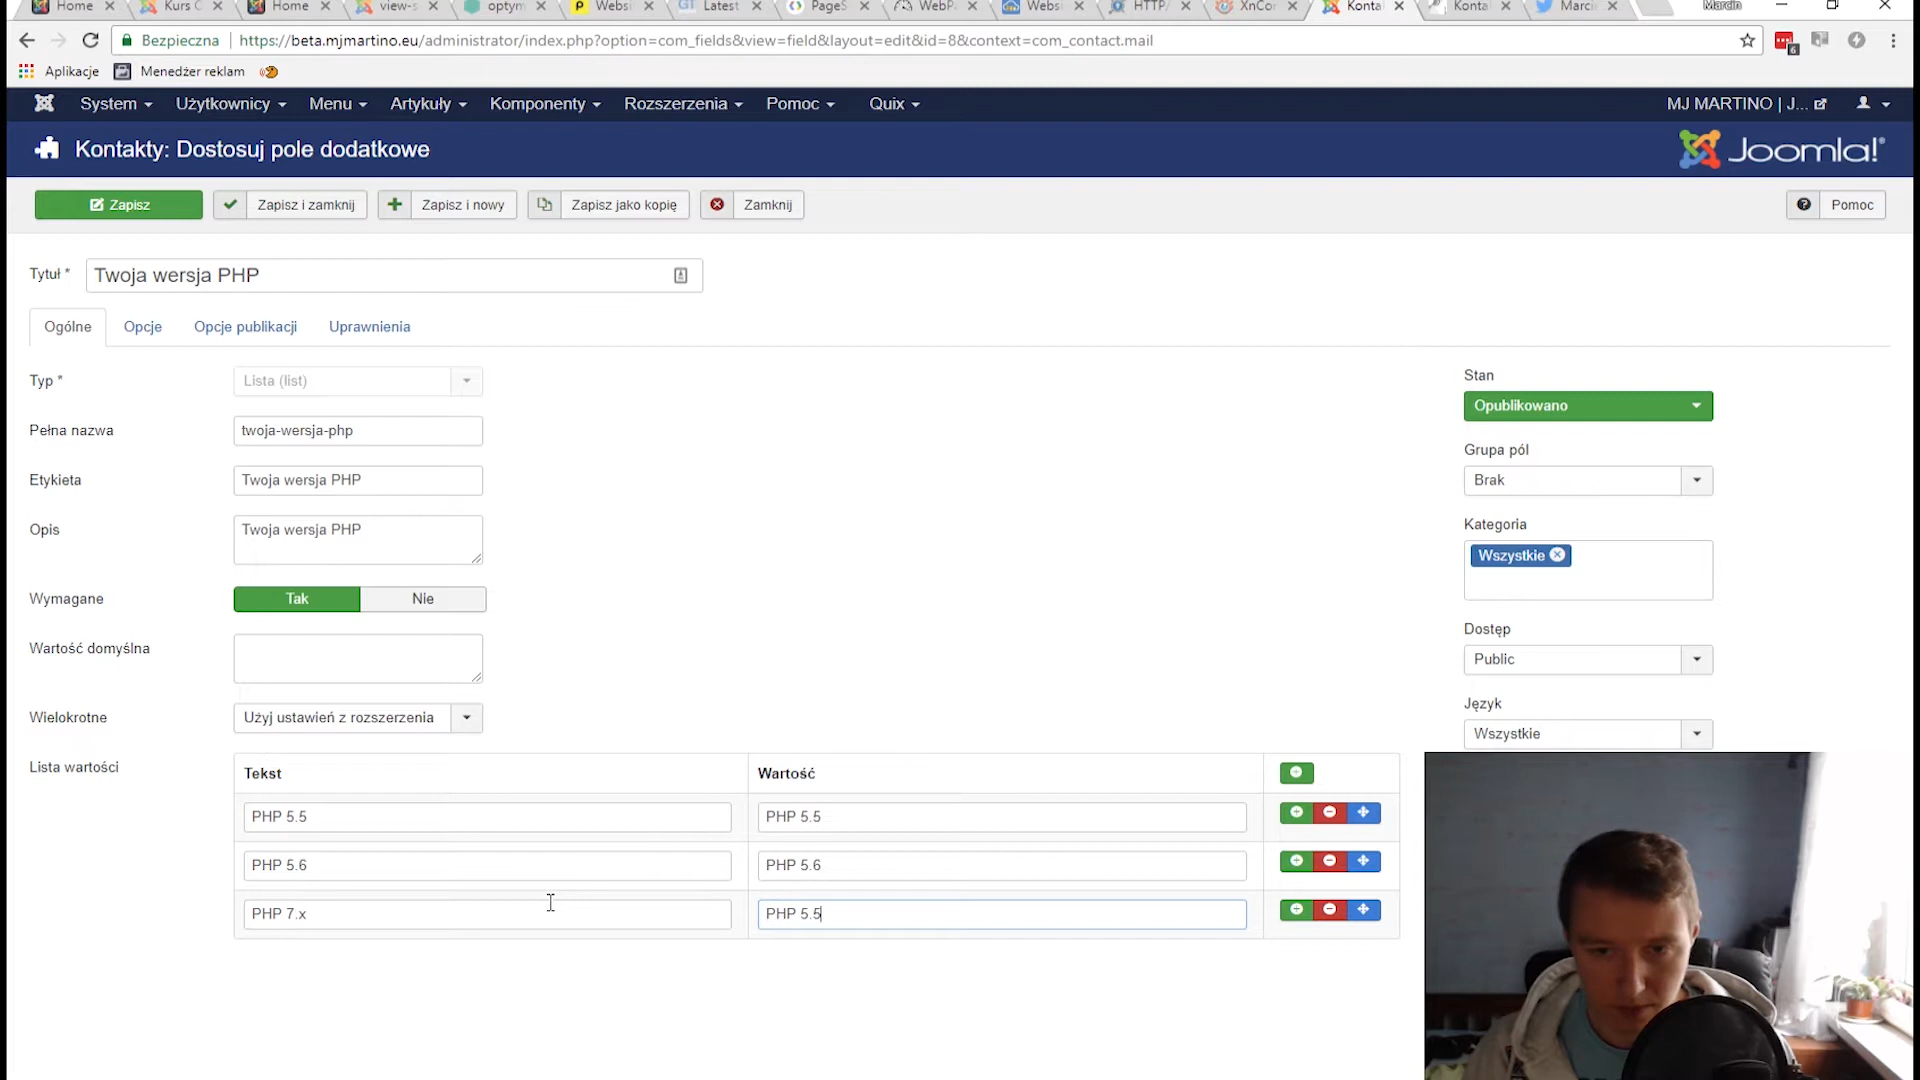 Home
Kurs C
Home
view-s
optym
Websi
Latest
PageS
WebP
Websi
HTTP/
XnCor
Konta
Konta
Marci
Marcin
Bezpieczna
https://beta.mjmartino.eu/administrator/index.php?option=com_fields&view=field&layout=edit&id=8&context=com_contact.mail
6
Aplikacje
Menedżer reklam
System
Użytkownicy
Menu
Artykuły
Komponenty
Rozszerzenia
Pomoc
Quix
MJ MARTINO | J...
Kontakty: Dostosuj pole dodatkowe
Joomla!
Zapisz
Zapisz i zamknij
Zapisz i nowy
Zapisz jako kopię
Zamknij
Pomoc
Tytuł *
Twoja wersja PHP
Ogólne
Opcje
Opcje publikacji
Uprawnienia
Typ *
Lista (list)
Pełna nazwa
twoja-wersja-php
Etykieta
Twoja wersja PHP
Opis
Twoja wersja PHP
Wymagane
Tak
Nie
Wartość domyślna
Wielokrotne
Użyj ustawień z rozszerzenia
Lista wartości
Tekst
Wartość
PHP 5.5
PHP 5.5
PHP 5.6
PHP 5.6
PHP 7.x
PHP 5.5
Stan
Opublikowano
Grupa pól
Brak
Kategoria
Wszystkie
Dostęp
Public
Język
Wszystkie